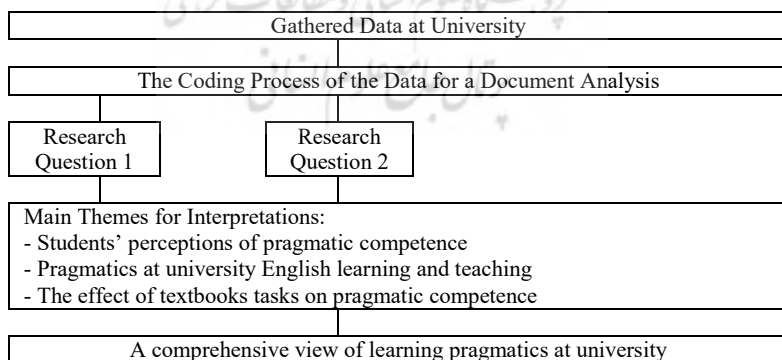 Gathered Data at University
The Coding Process of the Data for a Document Analysis
Research
Question 1
Research
Question 2
Main Themes for Interpretations:
- Students’ perceptions of pragmatic competence
- Pragmatics at university English learning and teaching
- The effect of textbooks tasks on pragmatic competence
A comprehensive view of learning pragmatics at university